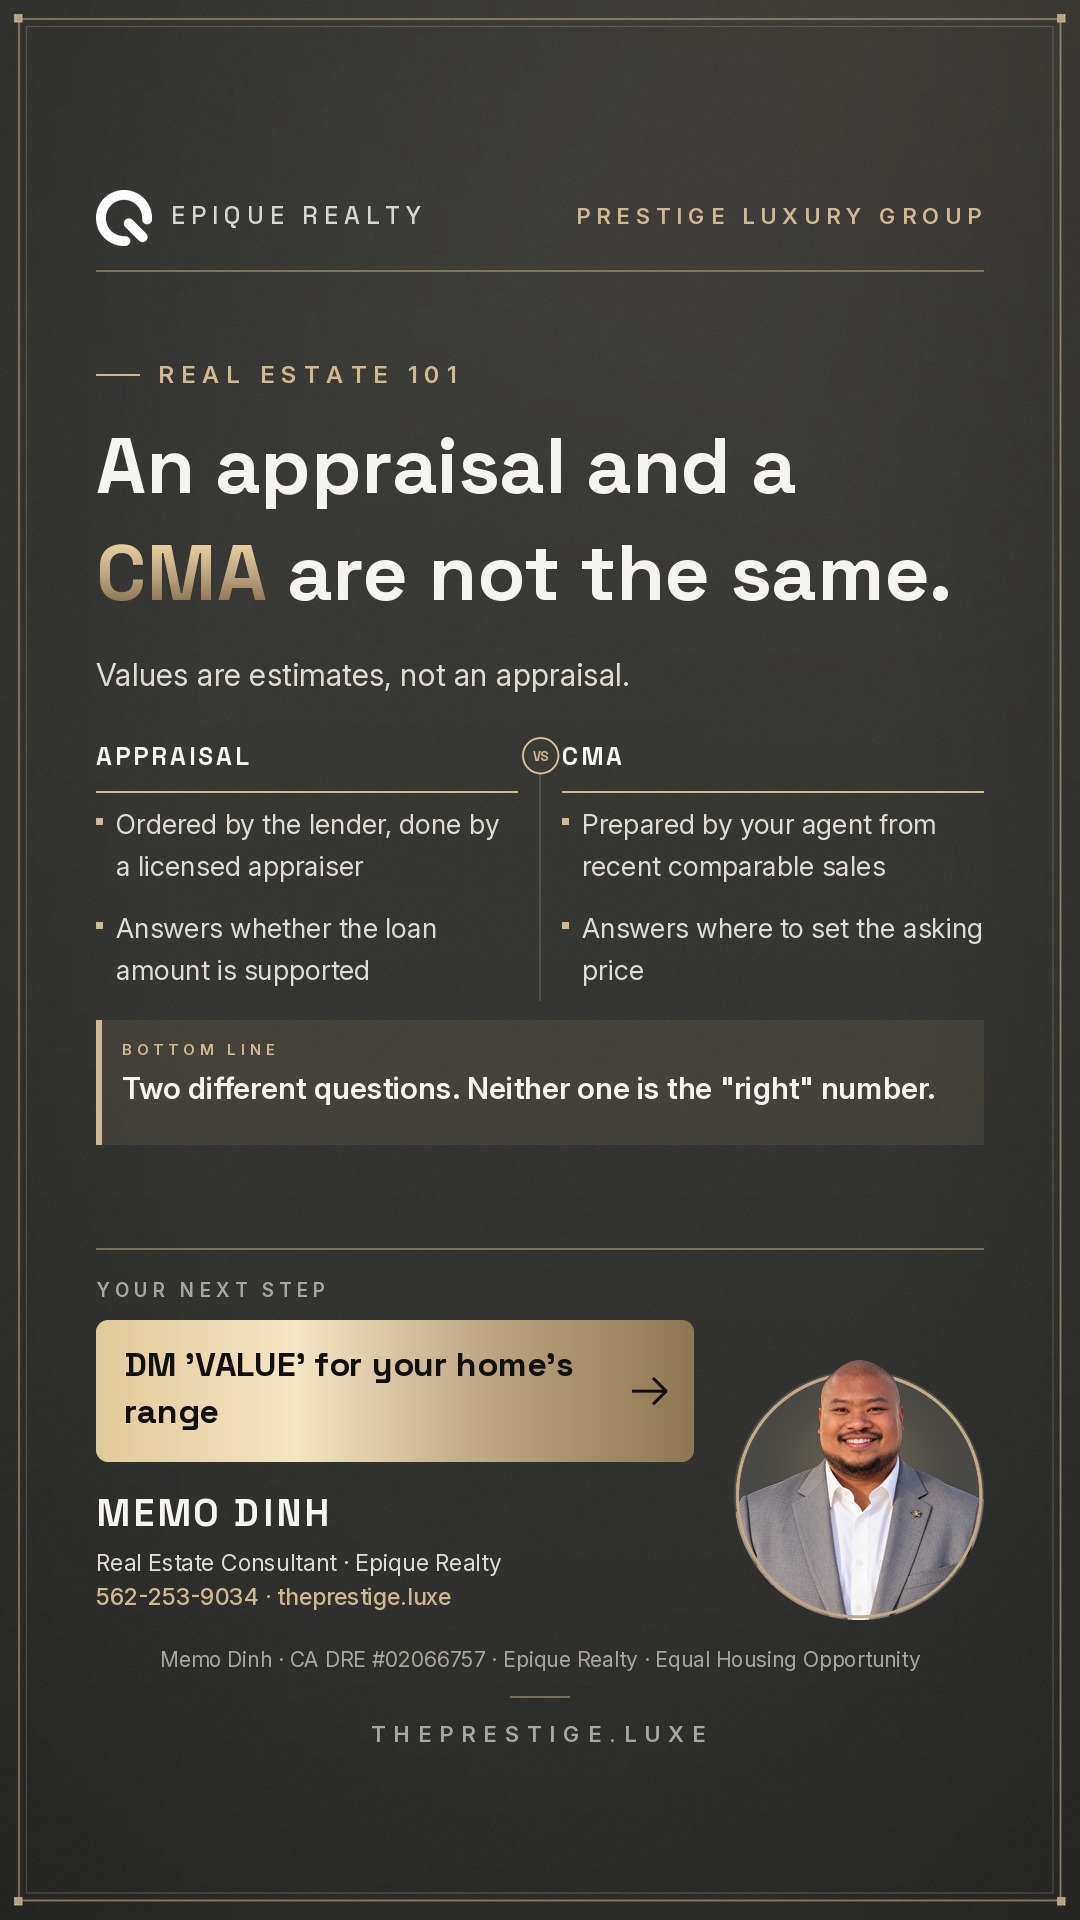 EPIQUE REALTY
PRESTIGE LUXURY GROUP
REAL ESTATE 101
An appraisal and a
CMA are not the same.
Values are estimates, not an appraisal.
APPRAISAL
Ordered by the lender, done by
a licensed appraiser
Answers whether the loan
amount is supported
VS
CMA
Prepared by your agent from
recent comparable sales
Answers where to set the asking
price
BOTTOM LINE
Two different questions. Neither one is the "right" number.
YOUR NEXT STEP
DM ’VALUE’ for your home’s
range
MEMO DINH
Real Estate Consultant · Epique Realty
562-253-9034 · theprestige.luxe
Memo Dinh · CA DRE #02066757 · Epique Realty · Equal Housing Opportunity
THEPRESTIGE.LUXE